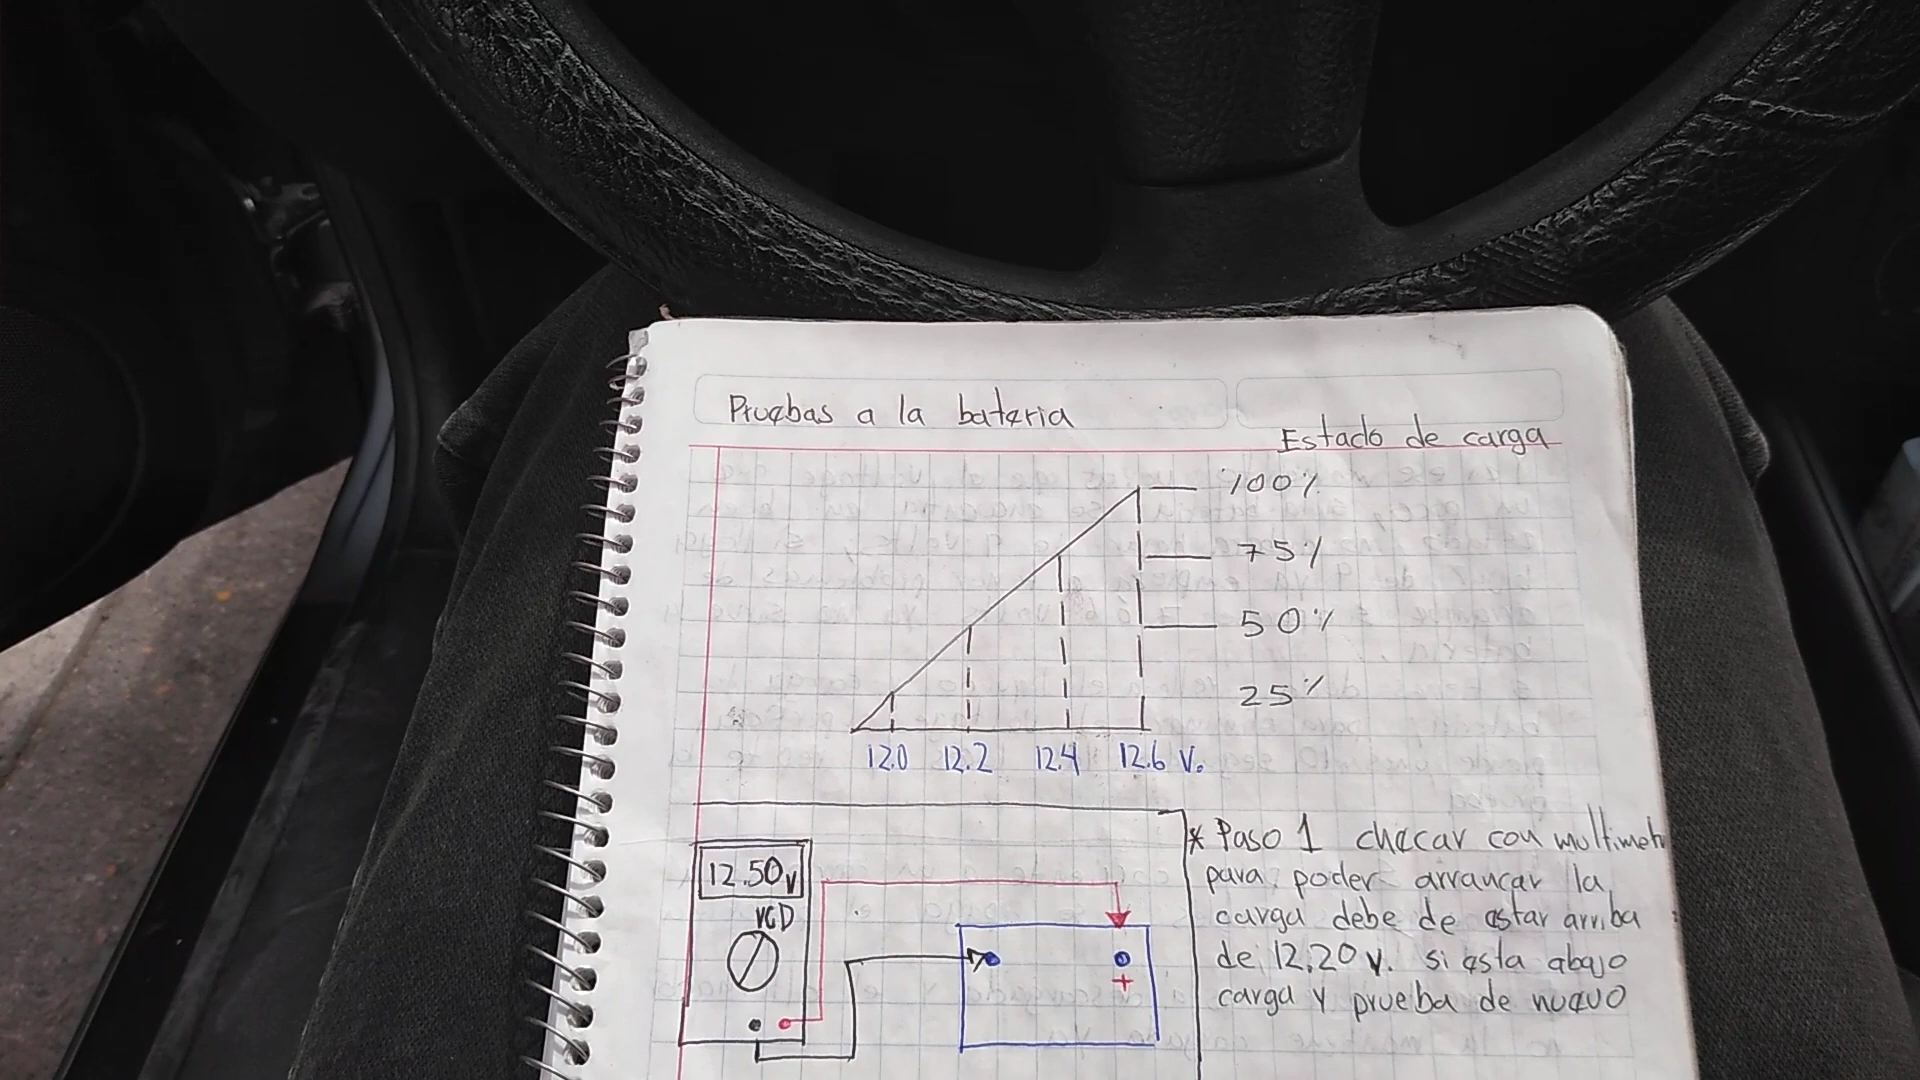 Pruebas a la bateria
Estado de carga
100%
75%
50%
25%
12.0 12.2 12.4 12.6 V.
12.50v
VCD
+
* Paso 1 checar con multimetr
para poder arrancar la
carga debe de estar arriba
de 12.20 v. si esta abajo
carga y prueba de nuevo